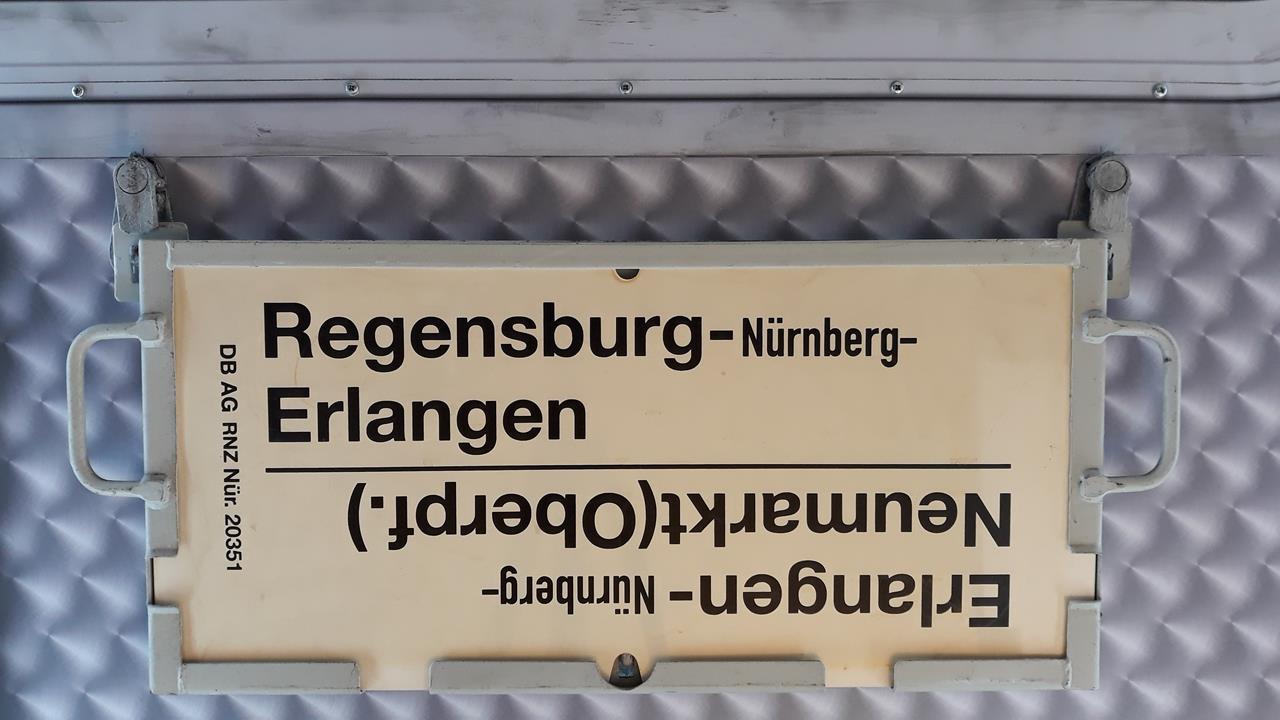 Regensburg-Nürnberg-
Erlangen
Erlangen-Nürnberg-
Neumarkt(Oberpf.)
DB AG RNZ Nür. 20351